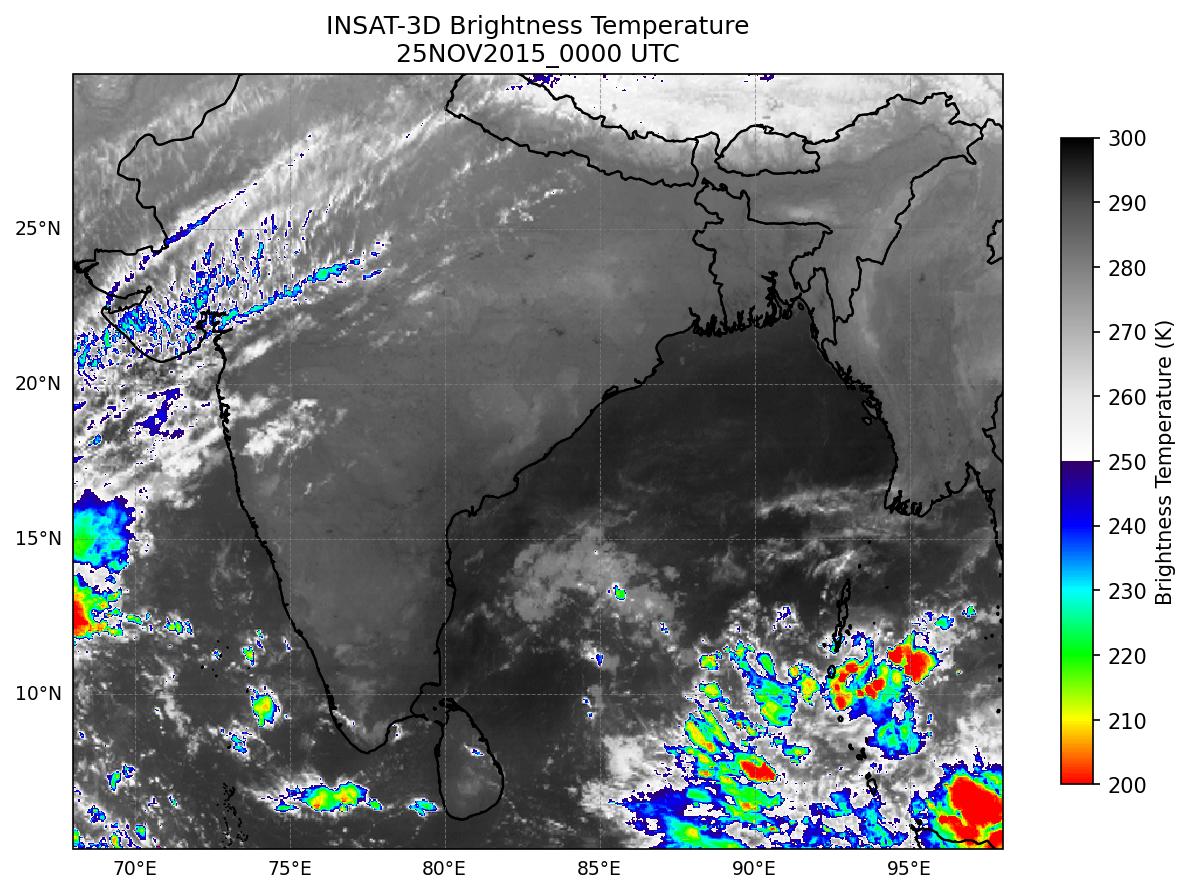 INSAT-3D Brightness Temperature
25NOV2015_0000 UTC
25°N
20°N
15°N
10°N
70°E
75°E
80°E
85°E
90°E
95°E
300
290
280
270
260
250
240
230
220
210
200
Brightness Temperature (K)